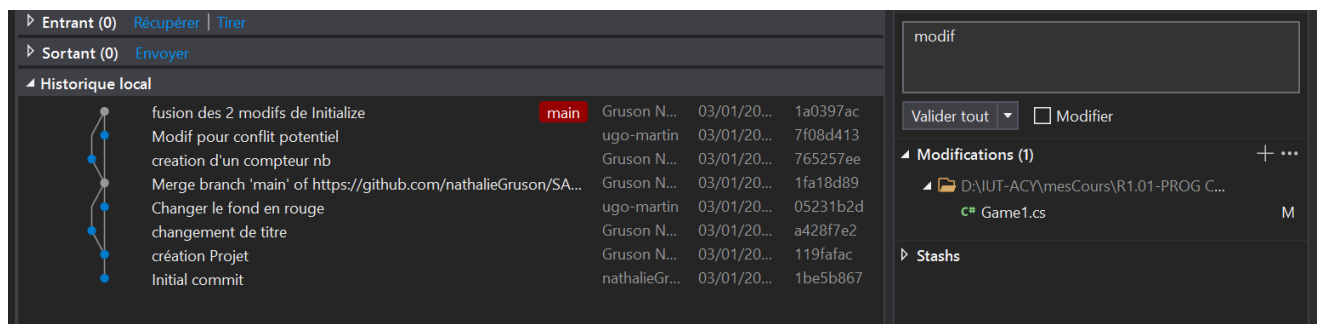 Entrant (0) Récupérer | Tirer
Sortant (0) Envoyer
Historique local
fusion des 2 modifs de Initialize main Gruson N... 03/01/20... 1a0397ac
Modif pour conflit potentiel ugo-martin 03/01/20... 7f08d413
creation d'un compteur nb Gruson N... 03/01/20... 765257ee
Merge branch 'main' of https://github.com/nathalieGruson/SA... Gruson N... 03/01/20... 1fa18d89
Changer le fond en rouge ugo-martin 03/01/20... 05231b2d
changement de titre Gruson N... 03/01/20... a428f7e2
création Projet Gruson N... 03/01/20... 119fafac
Initial commit nathalieGr... 03/01/20... 1be5b867
modif
Valider tout Modifier
Modifications (1)
D:\IUT-ACY\mesCours\R1.01-PROG C...
C# Game1.cs M
Stashs